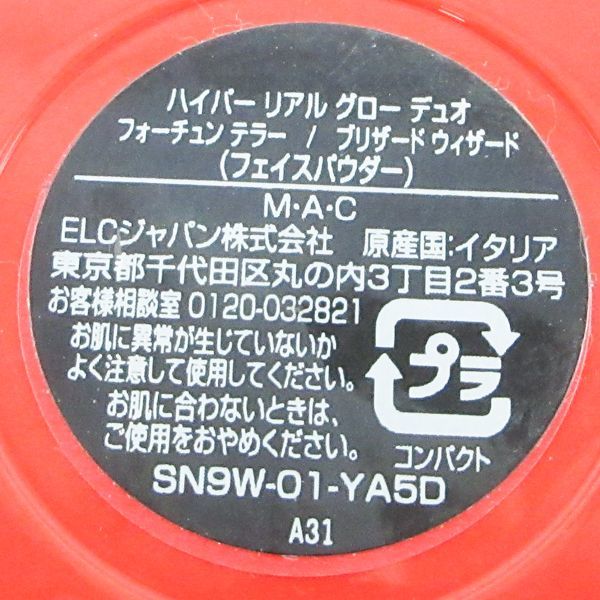 ハイパー リアル グロー デュオ
フォーチュン テラー / ブリザード ウィザード
(フェイスパウダー)
M・A・C
ELCジャパン株式会社 原産国:イタリア
東京都千代田区丸の内3丁目2番3号
お客様相談室 0120-032821
お肌に異常が生じていないか
よく注意して使用してください。
お肌に合わないときは、
ご使用をおやめください。
プラ
コンパクト
SN9W-01-YA5D
A31